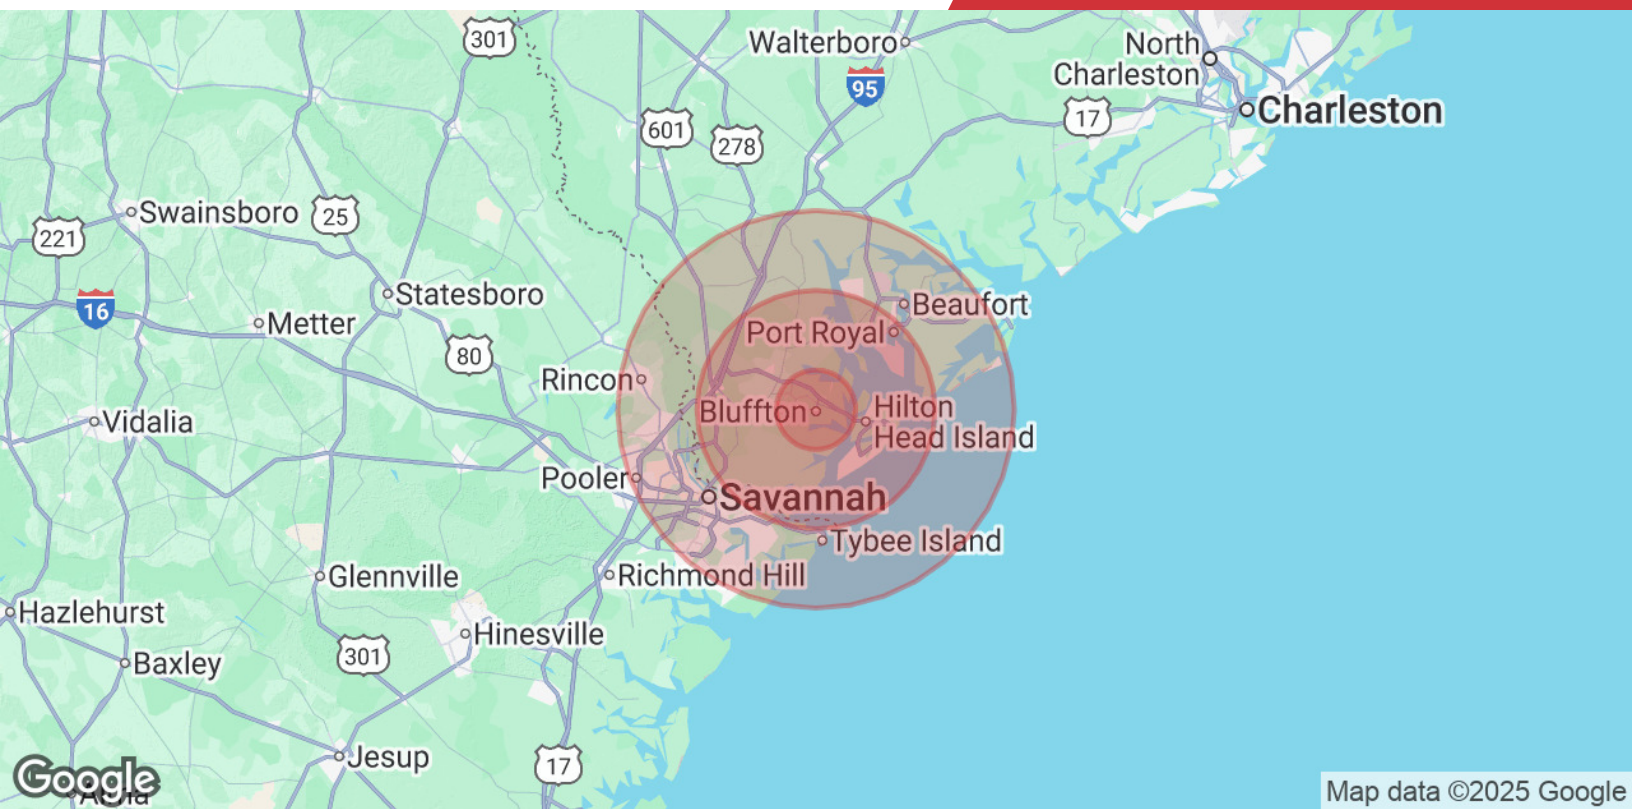 301
Walterboro
North
Charleston
95
Charleston
17
601
278
Swainsboro
25
221
Statesboro
16
Beaufort
Metter
Port Royal
80
Rincon
Bluffton
Hilton
Head Island
Vidalia
Pooler
Savannah
Tybee Island
Glennville
Richmond Hill
Hazlehurst
Hinesville
301
Baxley
Jesup
17
Google
Alma
Map data ©2025 Google